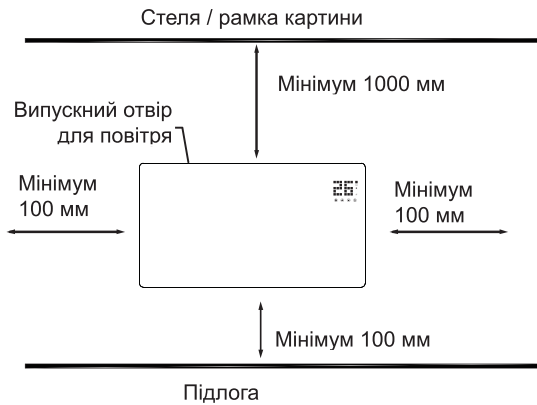 Стеля / рамка картини
Мінімум 1000 мм
Випускний отвір
для повітря
26°
Мінімум
100 мм
Мінімум
100 мм
Мінімум 100 мм
Підлога